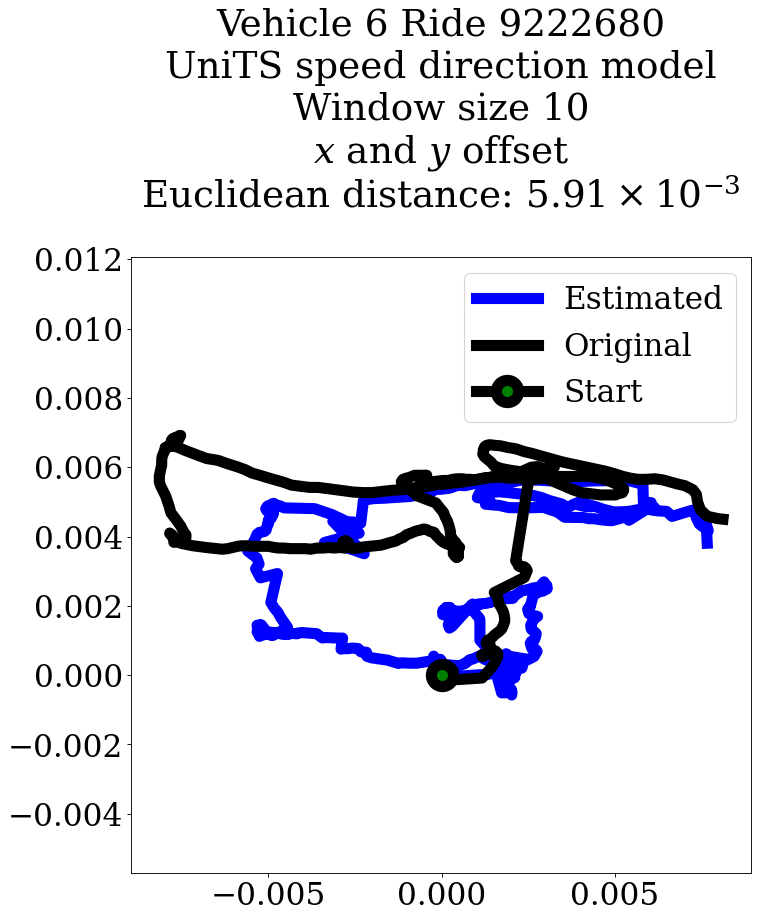 Vehicle 6 Ride 9222680
UniTS speed direction model
Window size 10
x and y offset
Euclidean distance: 5.91 × 10⁻³
0.012
0.010
0.008
0.006
0.004
0.002
0.000
−0.002
−0.004
Estimated
Original
Start
−0.005
0.000
0.005